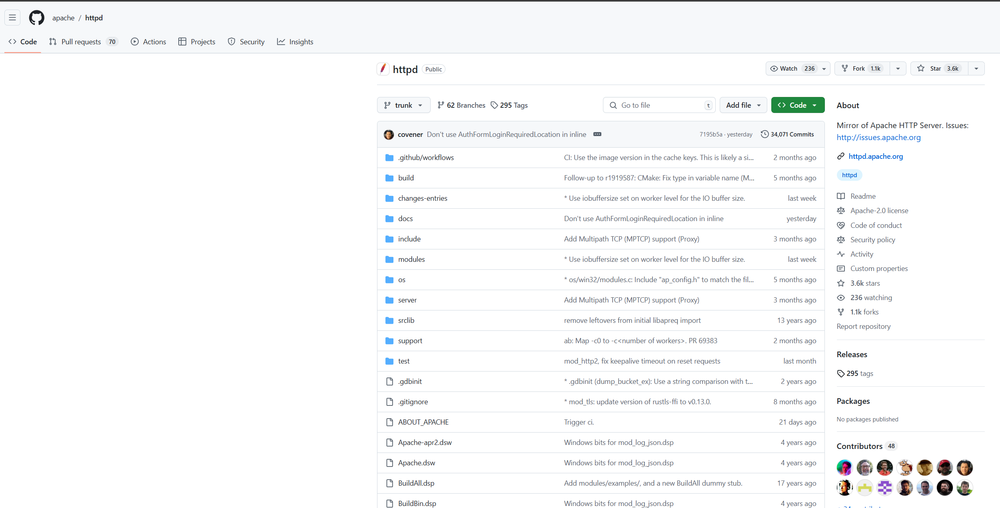 apache / httpd
Code Pull requests 70 Actions Projects Security Insights
httpd Public Watch 236 Fork 1.1k Star 3.6k
trunk 62 Branches 295 Tags Go to file t Add file Code
covener Don't use AuthFormLoginRequiredLocation in inline 7195b5a · yesterday 34,071 Commits
.github/workflows CI: Use the image version in the cache keys. This is likely a si... 2 months ago
build Follow-up to r1919587: CMake: Fix type in variable name (M... 5 months ago
changes-entries * Use iobuffersize set on worker level for the IO buffer size. last week
docs Don't use AuthFormLoginRequiredLocation in inline yesterday
include Add Multipath TCP (MPTCP) support (Proxy) 3 months ago
modules * Use iobuffersize set on worker level for the IO buffer size. last week
os * os/win32/modules.c: Include "ap_config.h" to match the fil... 5 months ago
server Add Multipath TCP (MPTCP) support (Proxy) 3 months ago
srclib remove leftovers from initial libapreq import 13 years ago
support ab: Map -c0 to -c<number of workers>. PR 69383 2 months ago
test mod_http2, fix keepalive timeout on reset requests last month
.gdbinit * .gdbinit (dump_bucket_ex): Use a string comparison with t... 2 years ago
.gitignore * mod_tls: update version of rustls-ffi to v0.13.0. 8 months ago
ABOUT_APACHE Trigger ci. 21 days ago
Apache-apr2.dsw Windows bits for mod_log_json.dsp 4 years ago
Apache.dsw Windows bits for mod_log_json.dsp 4 years ago
BuildAll.dsp Add modules/examples/, and a new BuildAll dummy stub. 17 years ago
BuildBin.dsp Windows bits for mod_log_json.dsp 4 years ago
About
Mirror of Apache HTTP Server. Issues:
http://issues.apache.org
httpd.apache.org
httpd
Readme
Apache-2.0 license
Code of conduct
Security policy
Activity
Custom properties
3.6k stars
236 watching
1.1k forks
Report repository
Releases
295 tags
Packages
No packages published
Contributors 48